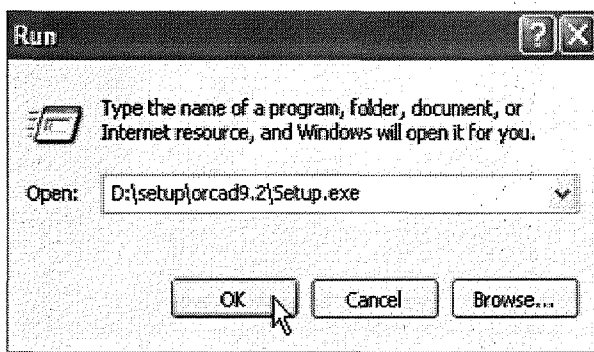 Run
Type the name of a program, folder, document, or
Internet resource, and Windows will open it for you.
Open: D:\setup\orcad9.2\Setup.exe
OK Cancel Browse...